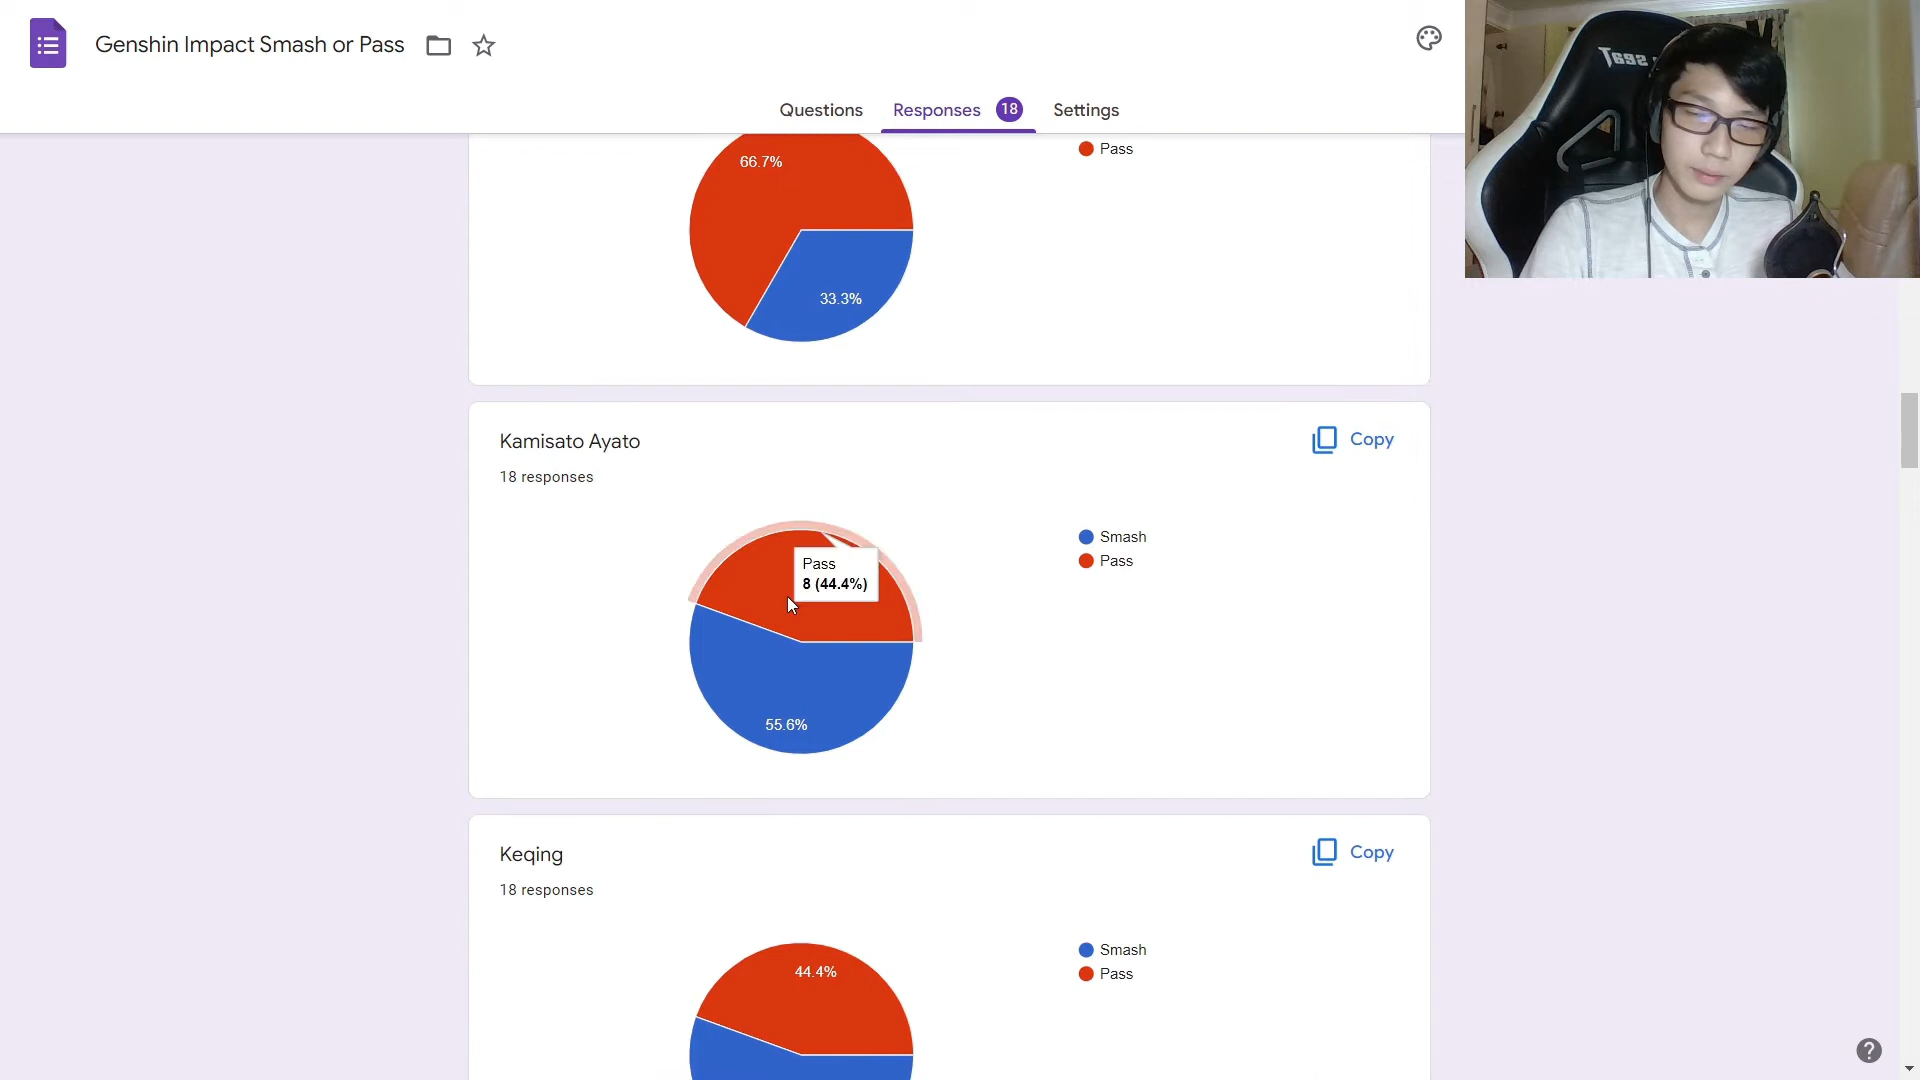 Genshin Impact Smash or Pass
Questions
Responses 18
Settings
Pass
66.7%
33.3%
Kamisato Ayato
Copy
18 responses
Smash
Pass
Pass
8 (44.4%)
55.6%
Keqing
Copy
18 responses
Smash
Pass
44.4%